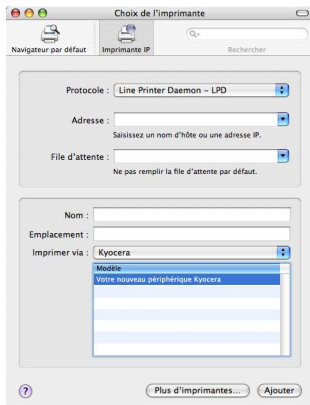 Choix de l'imprimante
Navigateur par défaut
Imprimante IP
Rechercher
Protocole : Line Printer Daemon – LPD
Adresse :
Saisissez un nom d'hôte ou une adresse IP.
File d'attente :
Ne pas remplir la file d'attente par défaut.
Nom :
Emplacement :
Imprimer via : Kyocera
Modèle
Votre nouveau périphérique Kyocera
?
Plus d'imprimantes...
Ajouter